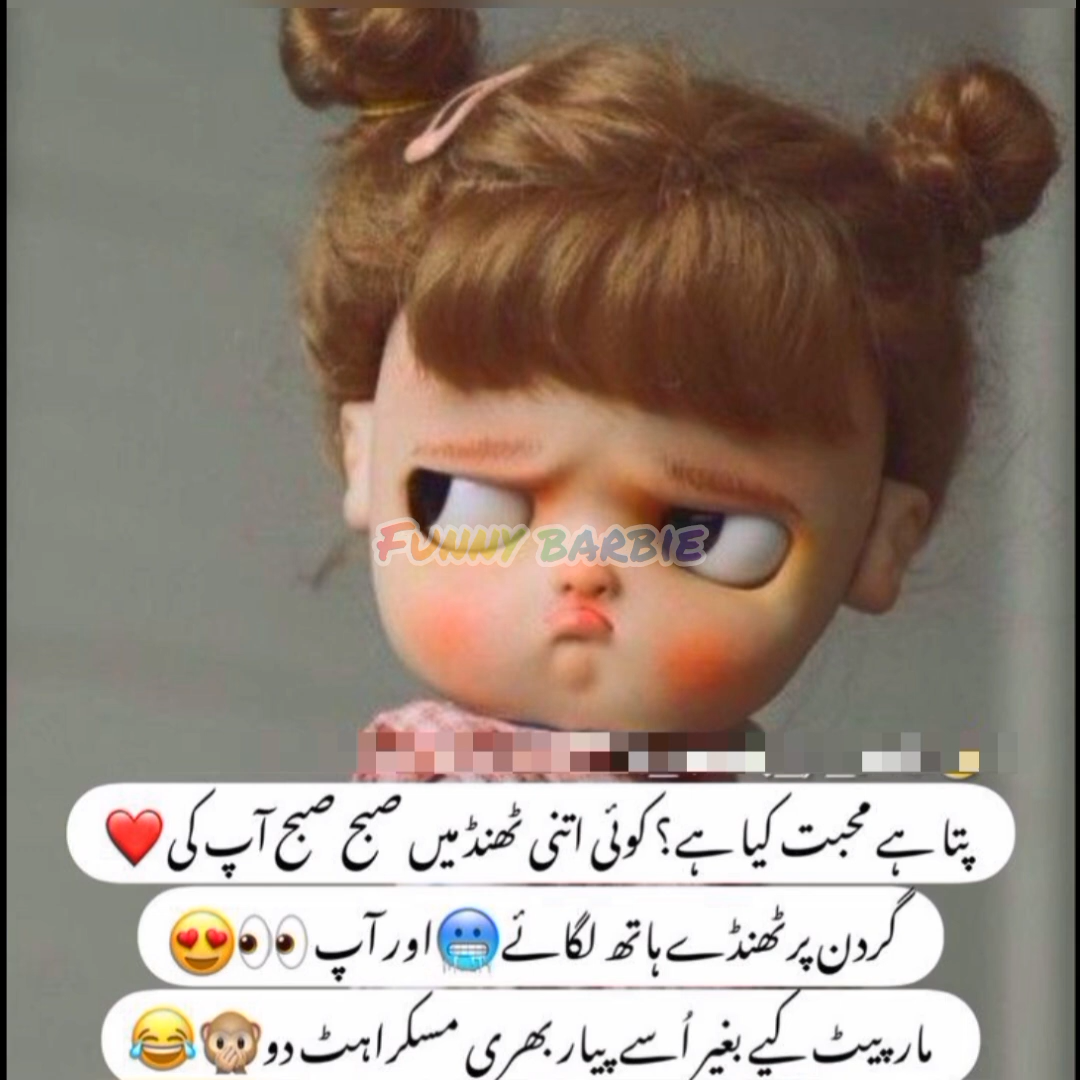 FUNNY BARBIE
پتا ہے محبت کیا ہے؟ کوئی اتنی ٹھنڈ میں صبح صبح آپ کی ❤️
گردن پر ٹھنڈے ہاتھ لگائے 🥶 اور آپ 👀😍
مار پیٹ کیے بغیر اُسے پیار بھری مسکراہٹ دو 🙊😂